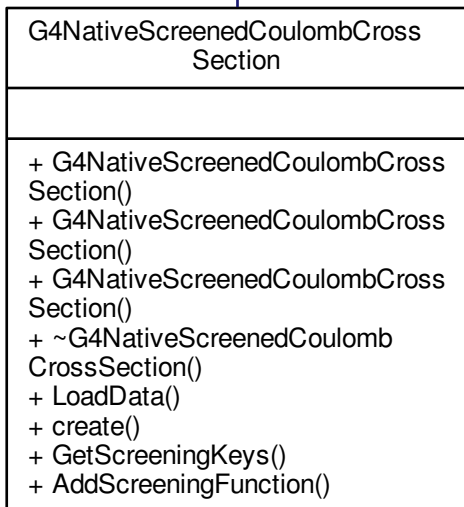 G4NativeScreenedCoulombCross
Section
+ G4NativeScreenedCoulombCross
Section()
+ G4NativeScreenedCoulombCross
Section()
+ G4NativeScreenedCoulombCross
Section()
+ ~G4NativeScreenedCoulomb
CrossSection()
+ LoadData()
+ create()
+ GetScreeningKeys()
+ AddScreeningFunction()